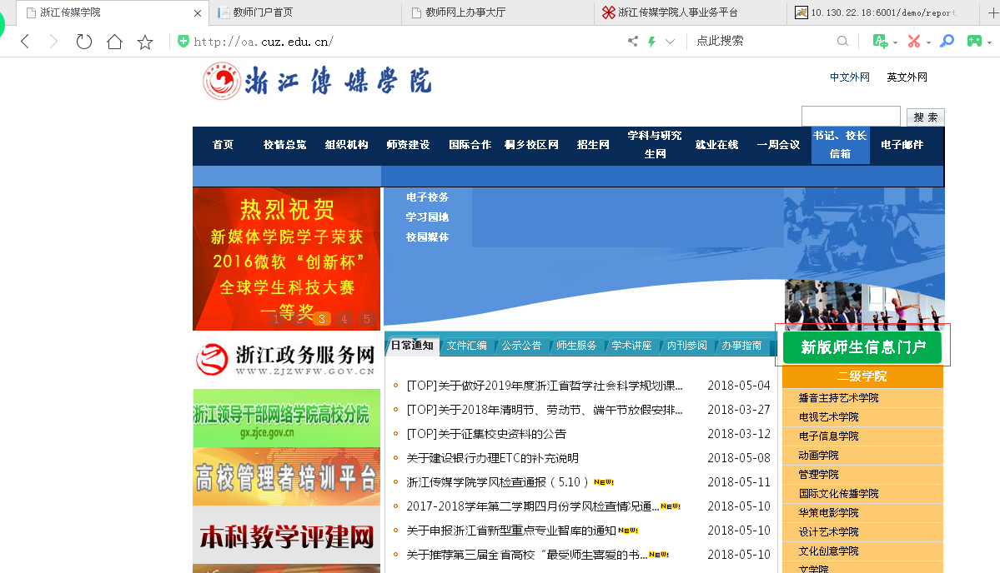 浙江传媒学院
教师门户首页
教师网上办事大厅
浙江传媒学院人事业务平台
10.130.22.18:6001/demo/report
http://oa.cuz.edu.cn/
点此搜索
浙江傳媒學院
中文外网 英文外网
搜 索
首页 校情总览 组织机构 师资建设 国际合作 桐乡校区网 招生网 学科与研究生网 就业在线 一周会议 书记、校长信箱 电子邮件
热烈祝贺
新媒体学院学子荣获
2016微软“创新杯”
全球学生科技大赛
一等奖
1 2 3 4 5
电子校务
学习园地
校园媒体
浙江政务服务网
WWW.ZJZWFW.GOV.CN
浙江领导干部网络学院高校分院
gx.zjce.gov.cn
高校管理者培训平台
本科教学评建网
日常通知 文件汇编 公示公告 师生服务 学术讲座 内刊参阅 办事指南
[TOP]关于做好2019年度浙江省哲学社会科学规划课... 2018-05-04
[TOP]关于2018年清明节、劳动节、端午节放假安排... 2018-03-27
[TOP]关于征集校史资料的公告 2018-03-12
关于建设银行办理ETC的补充说明 2018-05-08
浙江传媒学院学风检查通报（5.10） NEW! 2018-05-11
2017-2018学年第二学期四月份学风检查情况通... NEW! 2018-05-10
关于申报浙江省新型重点专业智库的通知 NEW! 2018-05-10
关于推荐第三届全省高校“最受师生喜爱的书... NEW! 2018-05-10
新版师生信息门户
二级学院
播音主持艺术学院
电视艺术学院
电子信息学院
动画学院
管理学院
国际文化传播学院
华策电影学院
设计艺术学院
文化创意学院
文学院